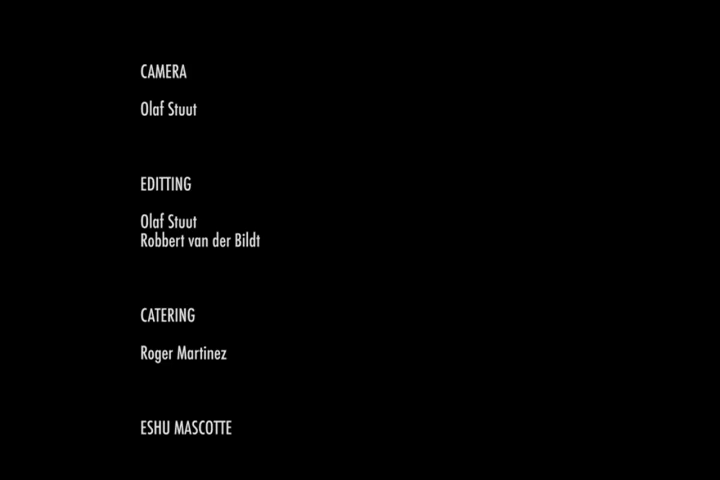 CAMERA
Olaf Stuut
EDITTING
Olaf Stuut
Robbert van der Bildt
CATERING
Roger Martinez
ESHU MASCOTTE